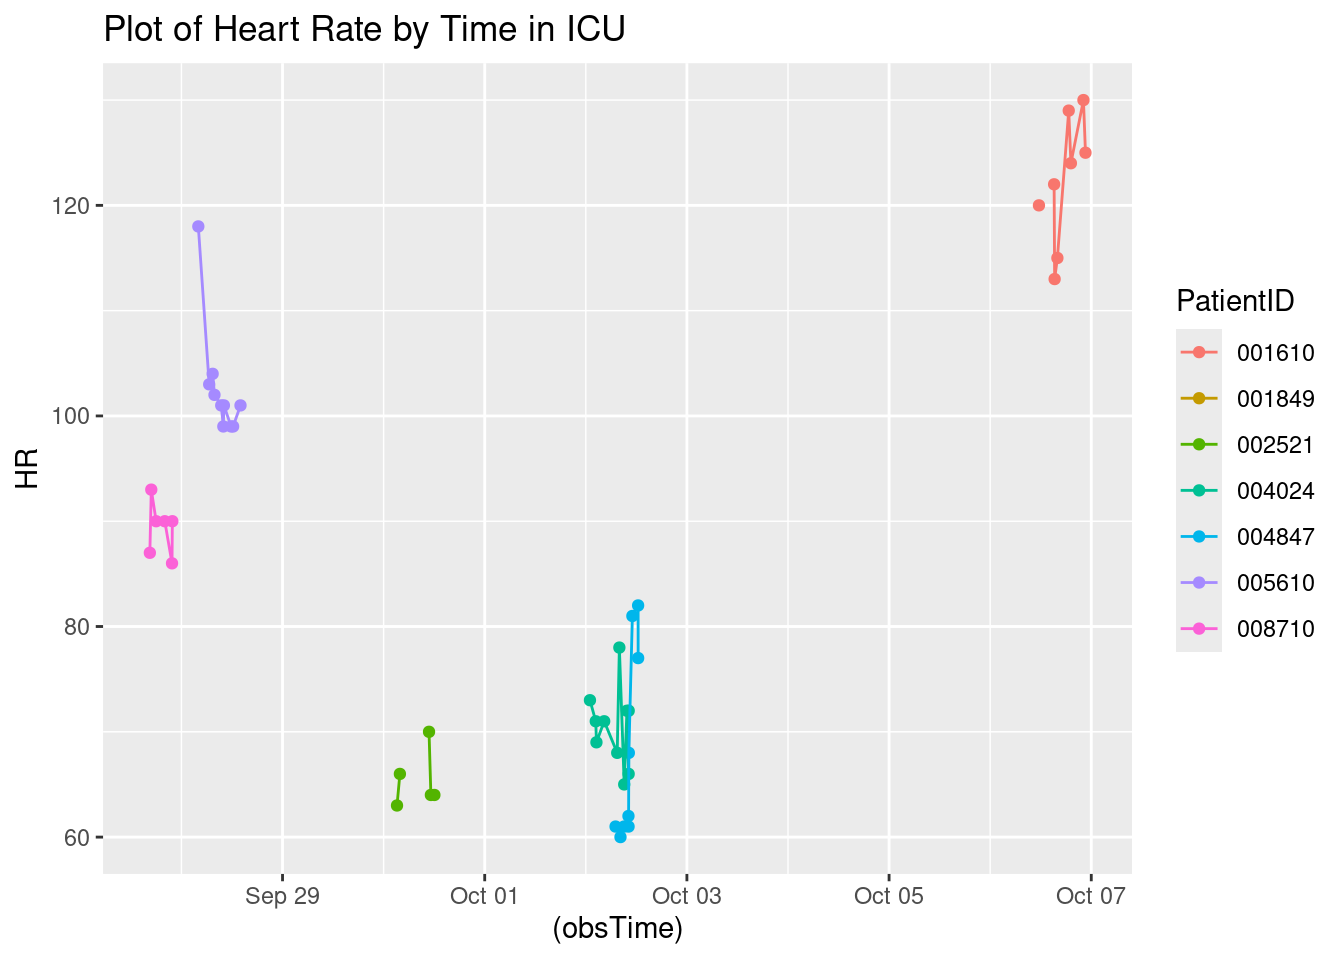 Plot of Heart Rate by Time in ICU
HR
120
100
80
60
Sep 29
Oct 01
Oct 03
Oct 05
Oct 07
(obsTime)
PatientID
001610
001849
002521
004024
004847
005610
008710